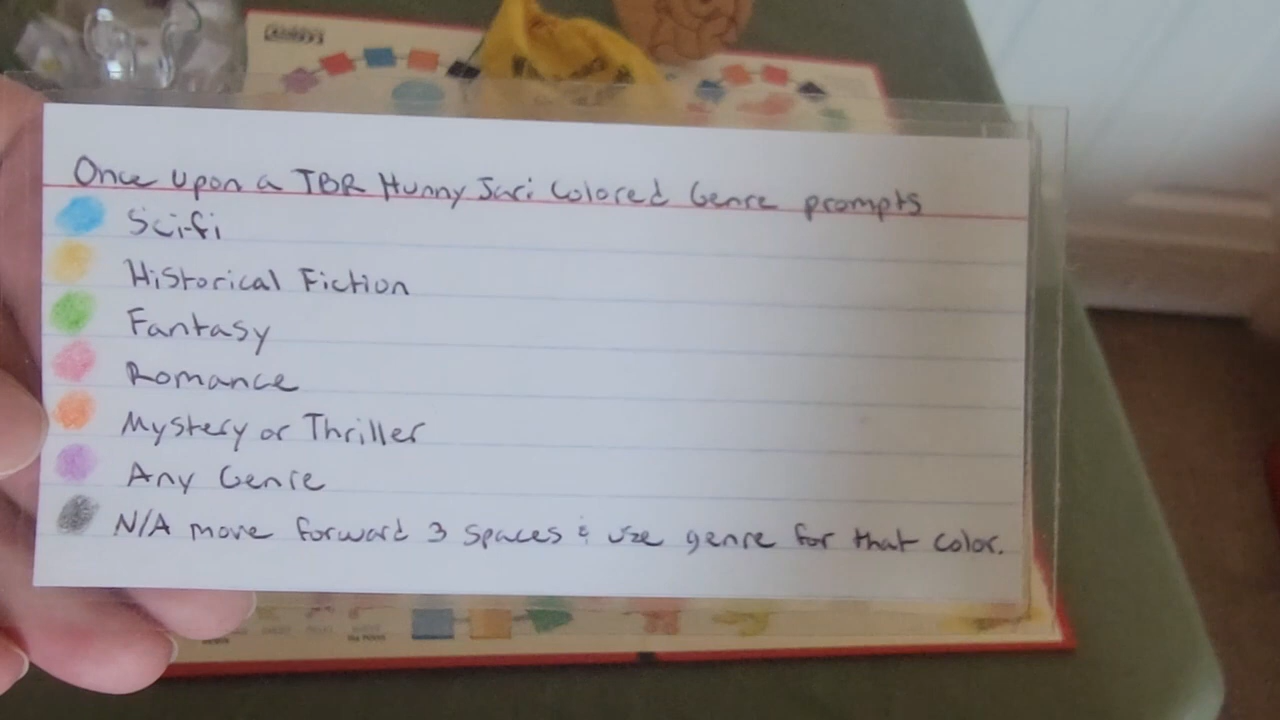 Once Upon a TBR Hunny Jar: Colored Genre prompts
Sci-fi
Historical Fiction
Fantasy
Romance
Mystery or Thriller
Any Genre
N/A move forward 3 spaces & use genre for that color.